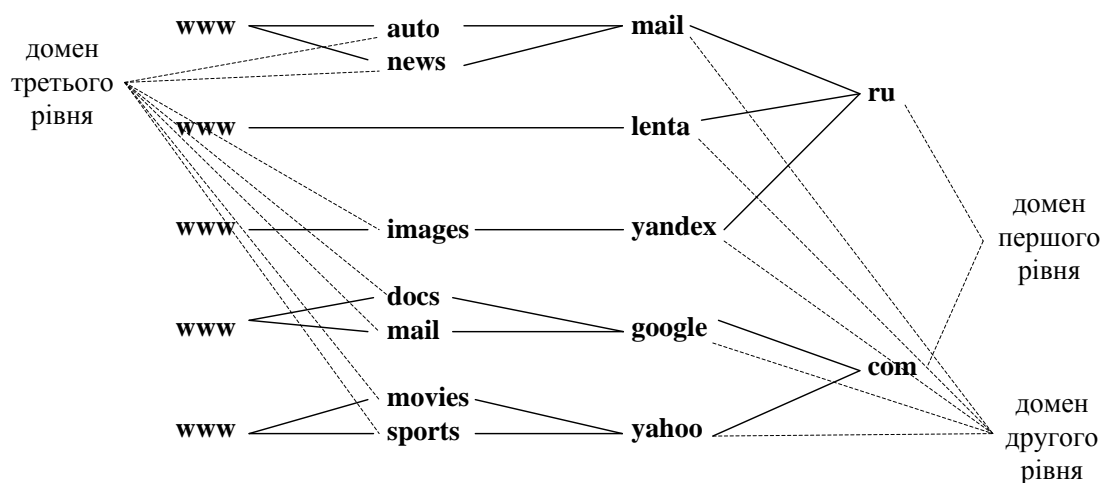 www
auto
mail
домен
третього
рівня
news
ru
www
lenta
www
images
yandex
домен
першого
рівня
docs
www
mail
google
com
movies
www
sports
yahoo
домен
другого
рівня